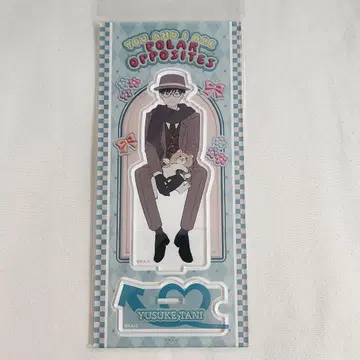 YOU AND I ARE
POLAR
OPPOSITES
YUSUKE TANI